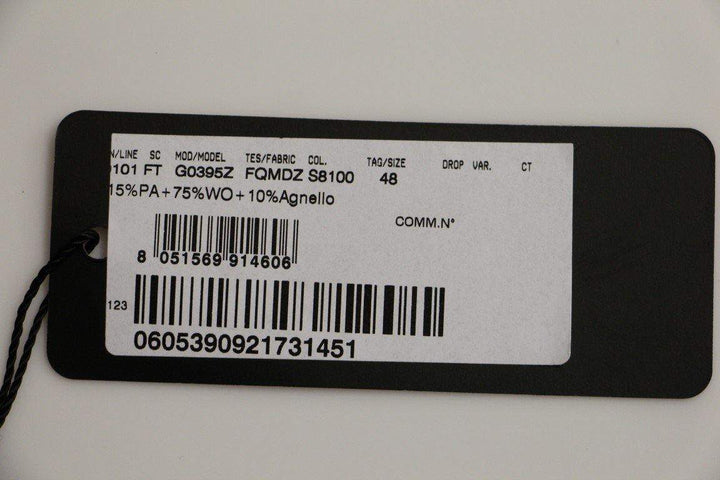 N/LINE SC MOD/MODEL TES/FABRIC COL. TAG/SIZE DROP VAR. CT
0101 FT G0395Z FQMDZ S8100 48
15%PA+75%WO+10%Agnello
COMM.N°
8 051569 914606
123
0605390921731451